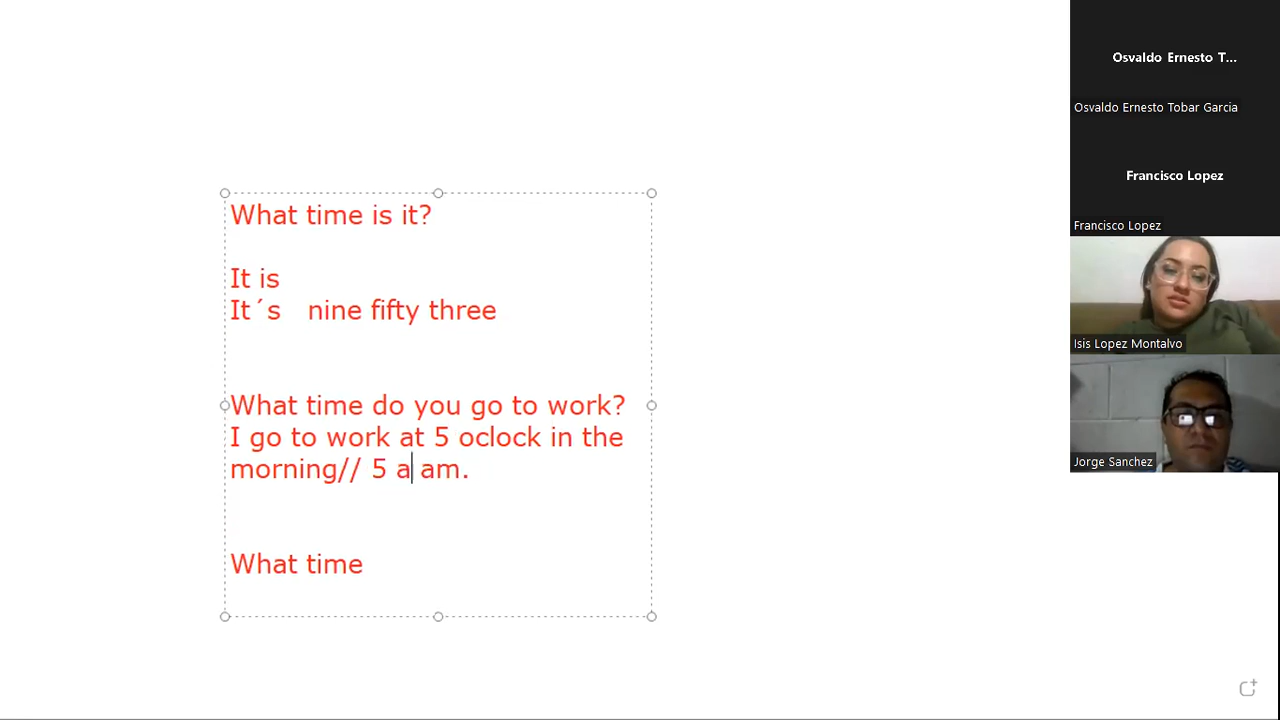 What time is it?
It is
It´s nine fifty three
What time do you go to work?
I go to work at 5 oclock in the
morning// 5 a am.
What time
Osvaldo Ernesto T...
Osvaldo Ernesto Tobar Garcia
Francisco Lopez
Francisco Lopez
Isis Lopez Montalvo
Jorge Sanchez